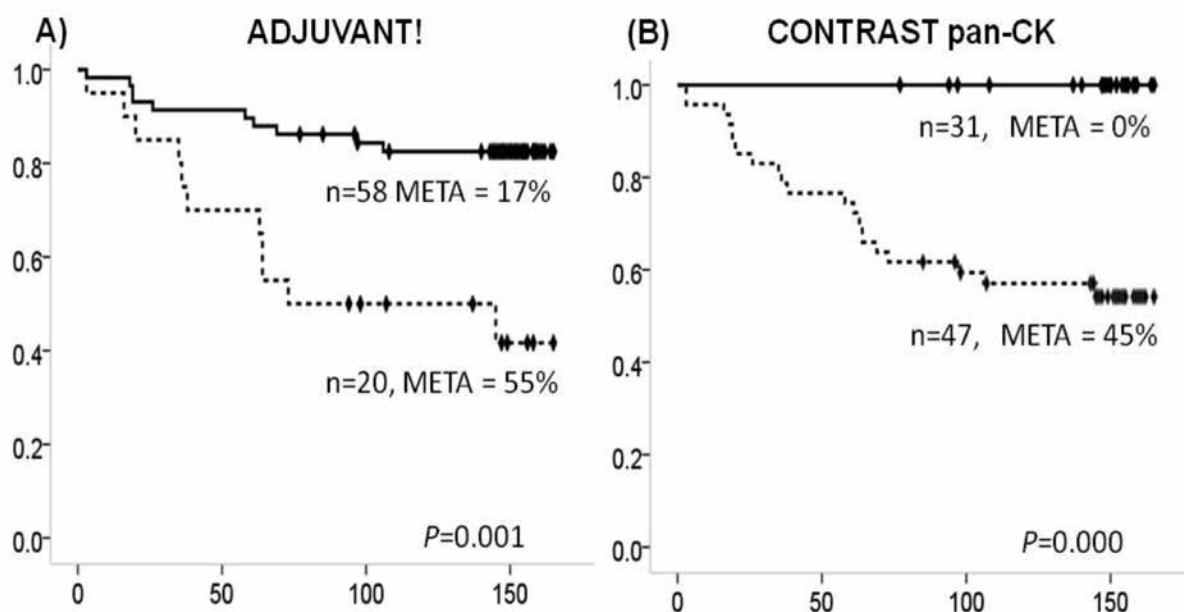 A)
ADJUVANT!
1.0
0.8
0.6
0.4
0.2
0.0
n=58 META = 17%
n=20, META = 55%
P=0.001
0
50
100
150
(B)
CONTRAST pan-CK
1.0
0.8
0.6
0.4
0.2
0.0
n=31, META = 0%
n=47, META = 45%
P=0.000
0
50
100
150